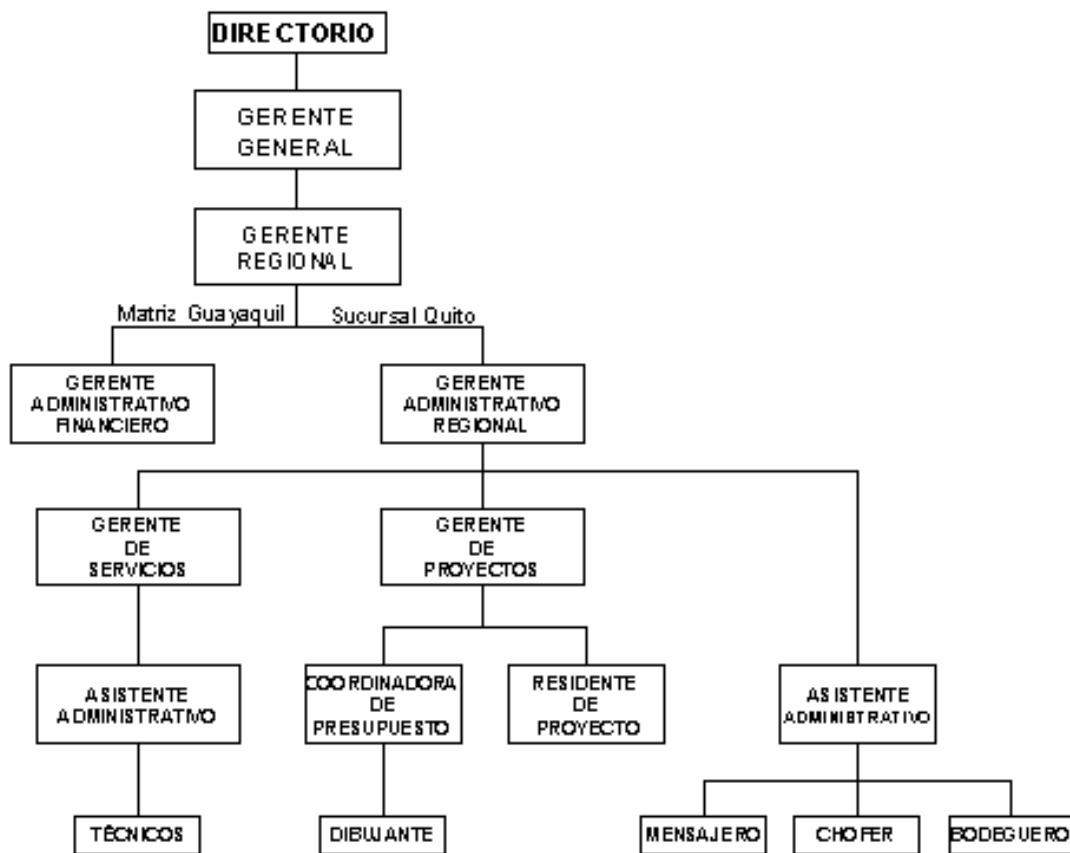 DIRECTORIO
GERENTE
GENERAL
GERENTE
REGIONAL
Matriz Guayaquil
Sucursal Quito
GERENTE
ADMINISTRATIVO
FINANCIERO
GERENTE
ADMINISTRATIVO
REGIONAL
GERENTE
DE
SERVICIOS
GERENTE
DE
PROYECTOS
ASISTENTE
ADMINISTRATIVO
COORDINADORA
DE
PRESUPUESTO
RESIDENTE
DE
PROYECTO
ASISTENTE
ADMINISTRATIVO
TÉCNICOS
DIBUJANTE
MENSAJERO
CHOFER
BODEGUERO